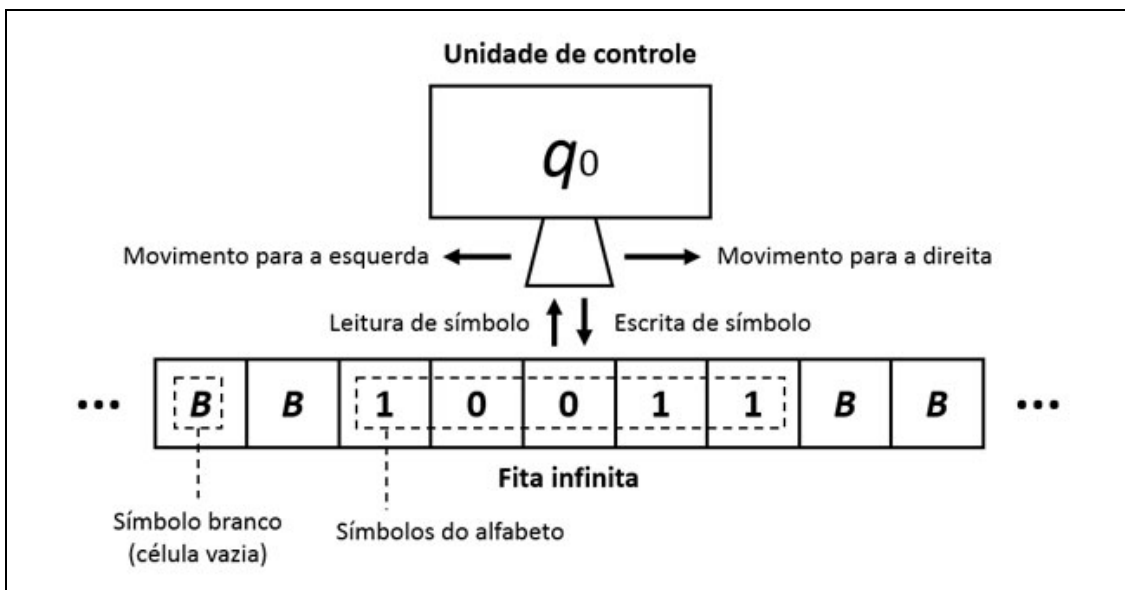 Unidade de controle
q0
Movimento para a esquerda
Movimento para a direita
Leitura de símbolo
Escrita de símbolo
... B B 1 0 0 1 1 B B ...
Fita infinita
Símbolo branco
(célula vazia)
Símbolos do alfabeto